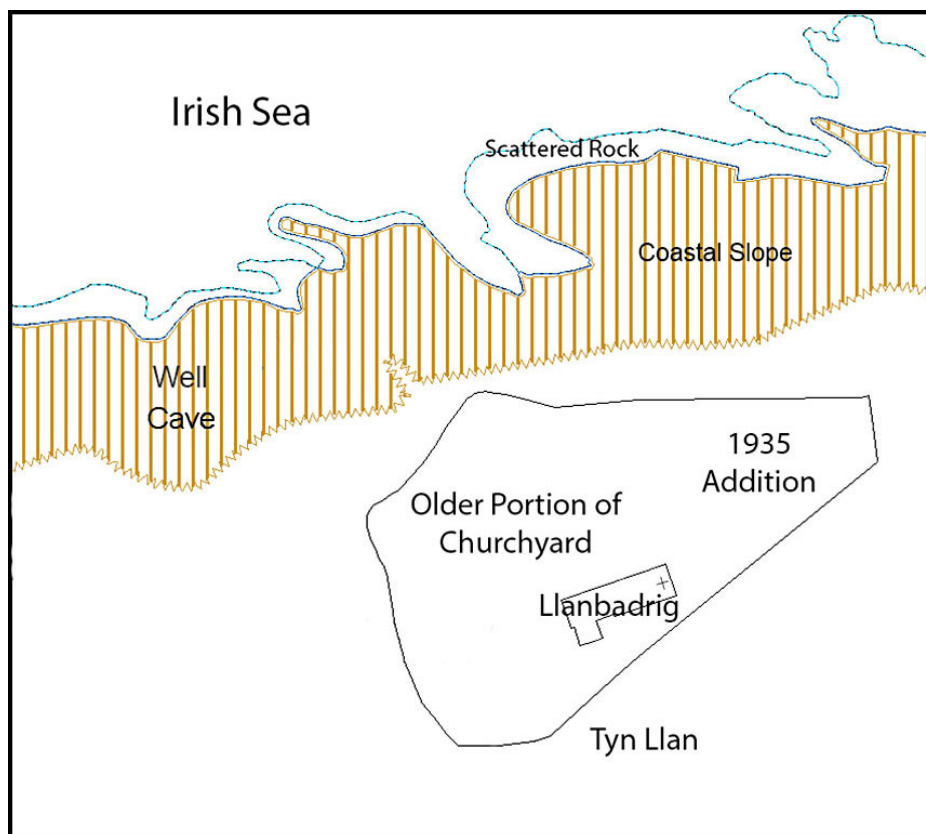 Irish Sea
Scattered Rock
Coastal Slope
Well
Cave
1935
Addition
Older Portion of
Churchyard
Llanbadrig
Tyn Llan